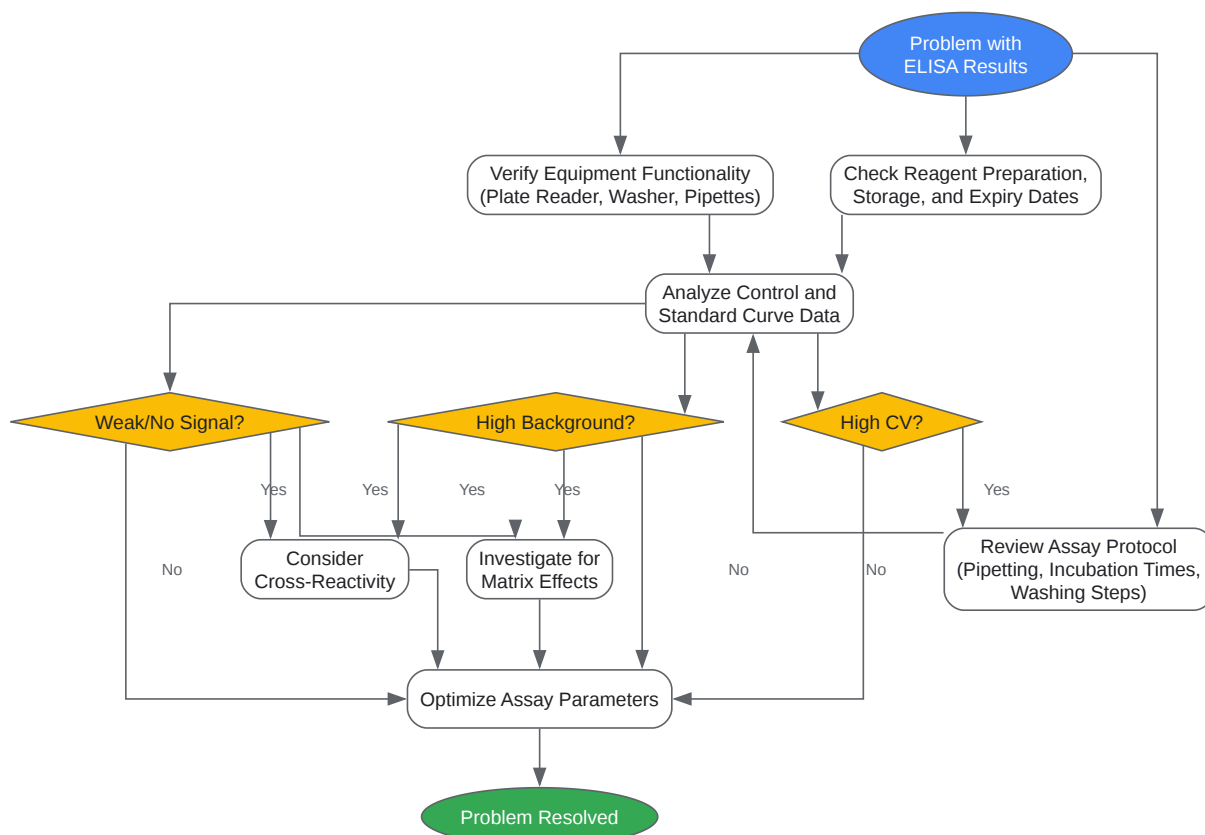 Problem with
ELISA Results
Verify Equipment Functionality
(Plate Reader, Washer, Pipettes)
Check Reagent Preparation,
Storage, and Expiry Dates
Analyze Control and
Standard Curve Data
Weak/No Signal?
High Background?
High CV?
Yes
Yes
Yes
Yes
Yes
Consider
Cross-Reactivity
Investigate for
Matrix Effects
Review Assay Protocol
(Pipetting, Incubation Times,
Washing Steps)
No
No
No
Optimize Assay Parameters
Problem Resolved